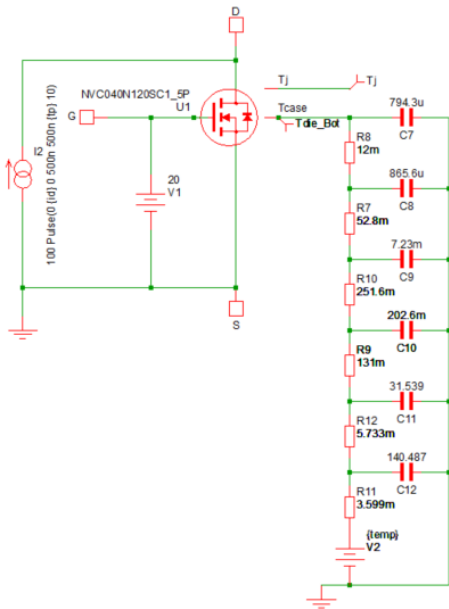 D
NVC040N120SC1_5P
U1
G
Tj
Tj
Tcase
Tdie_Bot
I2
100 Pulse(0 {id} 0 500n 500n {tp} 10)
20
V1
S
794.3u
C7
R8
12m
865.6u
C8
R7
52.8m
7.23m
C9
R10
251.6m
202.6m
C10
R9
131m
31.539
C11
R12
5.733m
140.487
C12
R11
3.599m
{temp}
V2